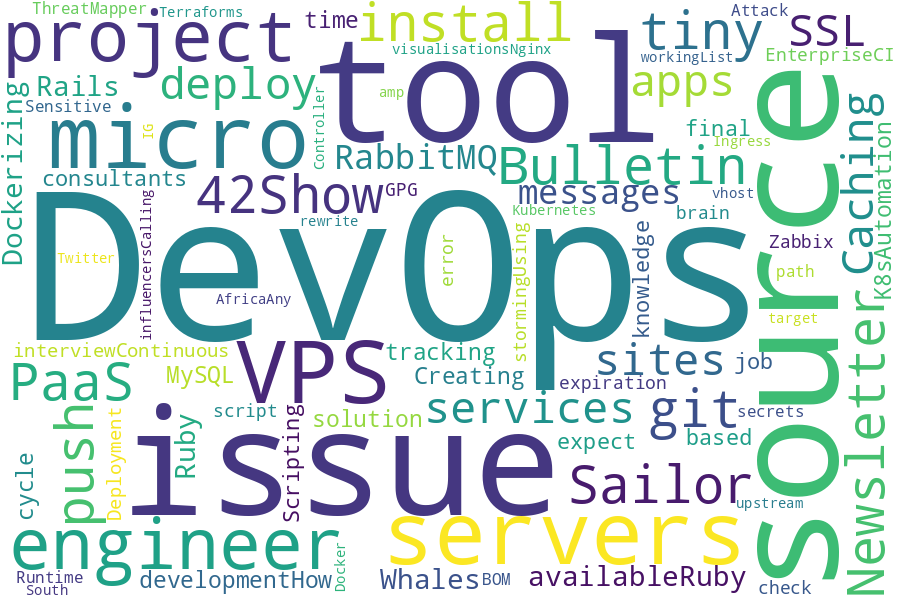 ThreatMapper
Terraforms
project
time
install
Attack
tiny
SSL
visualisationsNginx
workingList
EnterpriseCI
Rails
deploy
tool
amp
apps
Sensitive
micro
IG
Controller
RabbitMQ
final
Ingress
source
Caching
Dockerizing
consultants
42Show
GPG
Bulletin
messages
vhost
K8sAutomation
influencersCalling
rewrite
Kubernetes
brain
DevOps
Twitter
AfricaAny
error
stormingUsing
knowledge
Zabbix
path
target
interviewContinuous
VPS
tracking
sites
job
PaaS
MySQL
Creating
expiration
Newsletter
push
Deployment
script
solution
services
git
secrets
issue
Ruby
Scripting
expect
based
cycle
Sailor
upstream
engineer
servers
Docker
Runtime
South
developmentHow
Whales
BOM
availableRuby
check